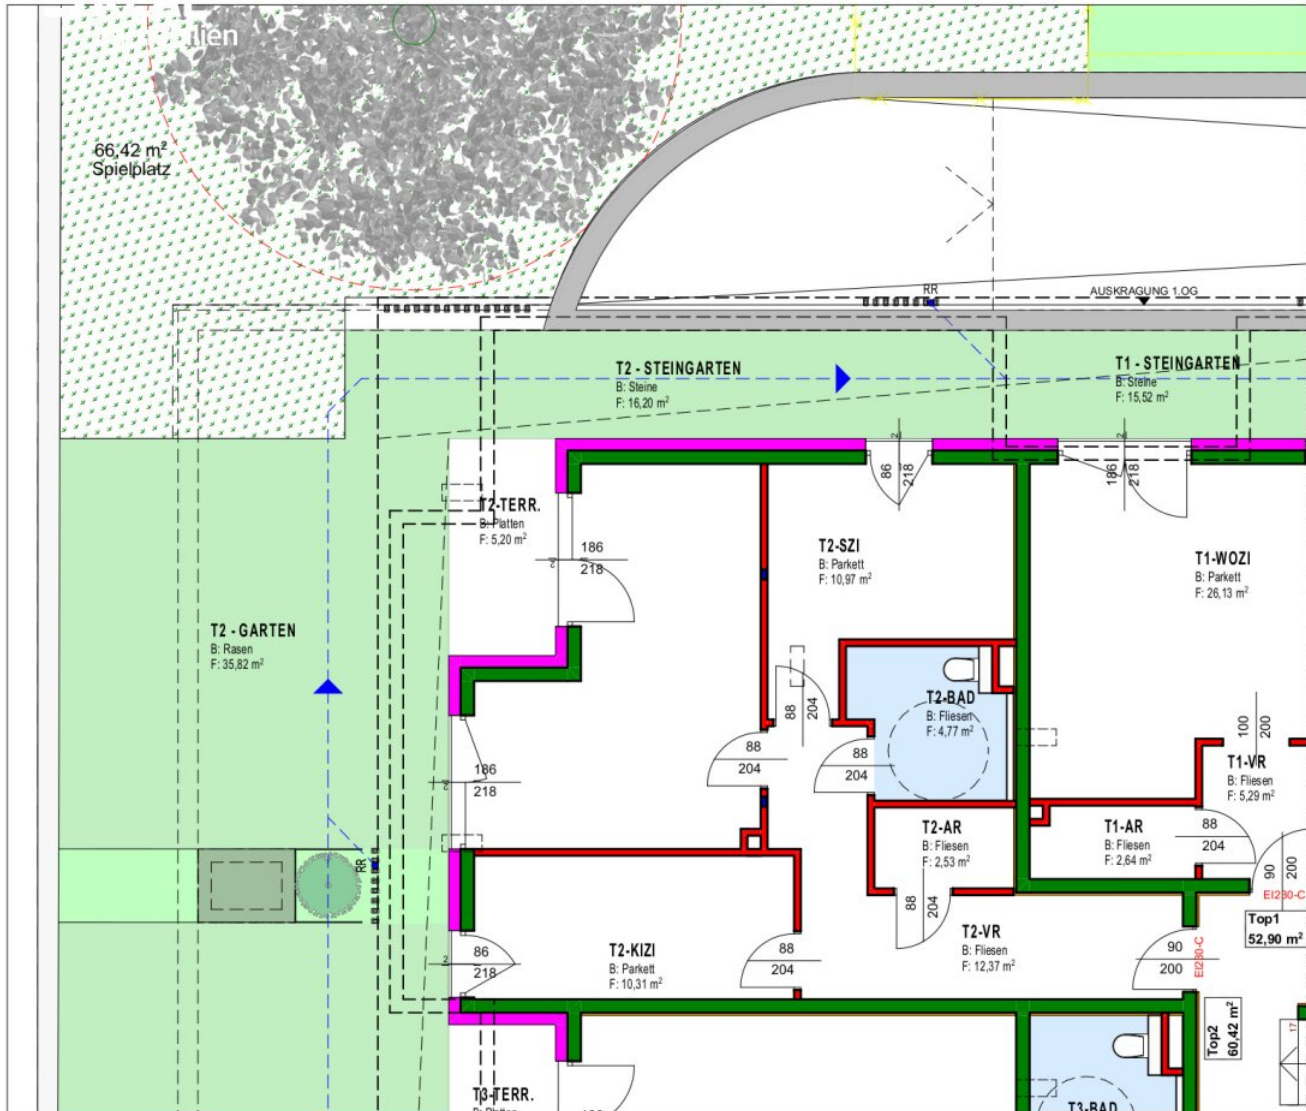 66,42 m²
Spielplatz
RR
AUSKRAGUNG 1.OG
T2 - STEINGARTEN
B: Steine
F: 16,20 m²
T1 - STEINGARTEN
B: Steine
F: 15,52 m²
86
218
186
218
T2-TERR.
B: Platten
F: 5,20 m²
186
218
T2-SZI
B: Parkett
F: 10,97 m²
T1-WOZI
B: Parkett
F: 26,13 m²
T2 - GARTEN
B: Rasen
F: 35,82 m²
88
204
T2-BAD
B: Fliesen
F: 4,77 m²
100
200
186
218
88
204
88
204
T1-VR
B: Fliesen
F: 5,29 m²
T2-AR
B: Fliesen
F: 2,53 m²
T1-AR
B: Fliesen
F: 2,64 m²
88
204
90
200
RR
EI230-C
88
204
Top1
52,90 m²
86
218
T2-KIZI
B: Parkett
F: 10,31 m²
88
204
T2-VR
B: Fliesen
F: 12,37 m²
90
200
EI230-C
Top2
60,42 m²
17
T3-TERR.
T3-BAD